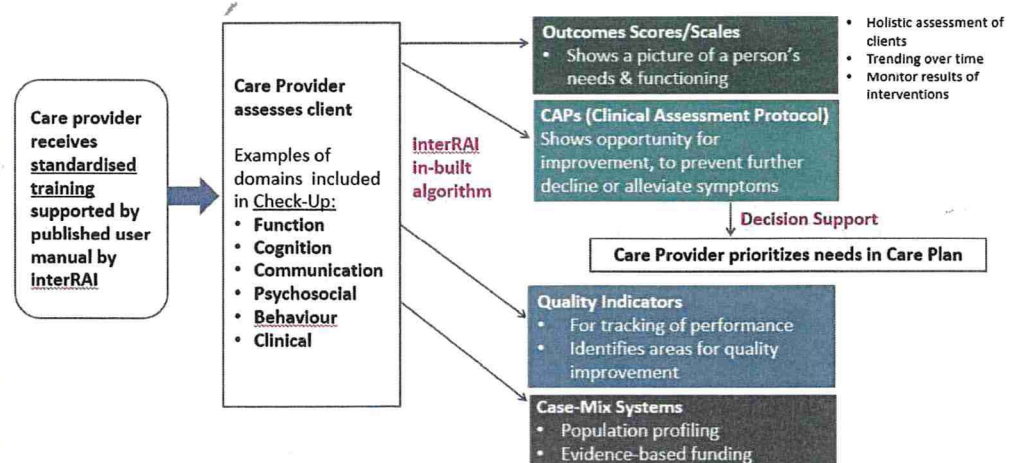 Care provider
receives
standardised
training
supported by
published user
manual by
interRAI
Care Provider
assesses client
Examples of
domains included
in Check-Up:
• Function
• Cognition
• Communication
• Psychosocial
• Behaviour
• Clinical
interRAI
in-built
algorithm
Outcomes Scores/Scales
• Shows a picture of a person's
needs & functioning
• Holistic assessment of
clients
• Trending over time
• Monitor results of
interventions
CAPs (Clinical Assessment Protocol)
Shows opportunity for
improvement, to prevent further
decline or alleviate symptoms
Decision Support
Care Provider prioritizes needs in Care Plan
Quality Indicators
• For tracking of performance
• Identifies areas for quality
improvement
Case-Mix Systems
• Population profiling
• Evidence-based funding